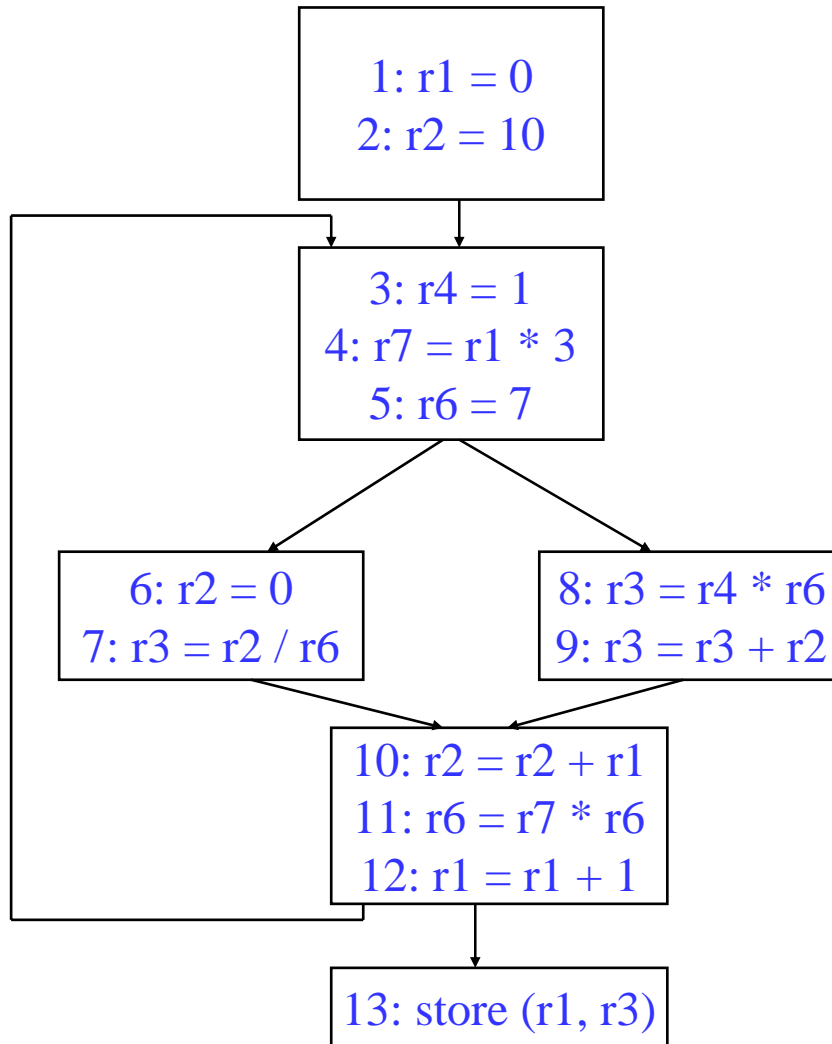 1: r1 = 0
2: r2 = 10
3: r4 = 1
4: r7 = r1 * 3
5: r6 = 7
6: r2 = 0
7: r3 = r2 / r6
8: r3 = r4 * r6
9: r3 = r3 + r2
10: r2 = r2 + r1
11: r6 = r7 * r6
12: r1 = r1 + 1
13: store (r1, r3)